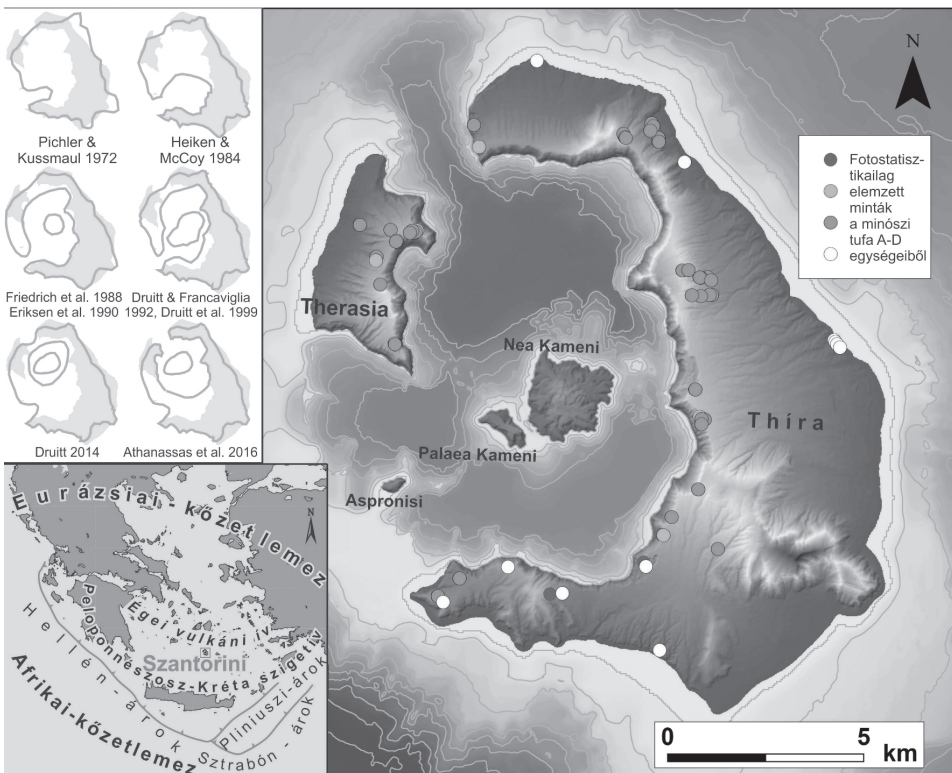 Pichler &
Kussmaul 1972
Heiken &
McCoy 1984
Friedrich et al. 1988
Eriksen et al. 1990
Druitt & Francaviglia
1992, Druitt et al. 1999
Druitt 2014
Athanassas et al. 2016
N
Fotostatisz-
tikailag
elemzett
minták
a minószi
tufa A-D
egységeiből
Therasia
Nea Kameni
Palaea Kameni
Aspronisi
Thíra
0 5
km
N
Eurázsiai-kőzetlemez
Egei vulkáni ív
Peloponnészosz-Kréta szigetív
Szantorini
Hellén-árok
Pliniuszi-árok
Sztrabón-árok
Afrikai-kőzetlemez